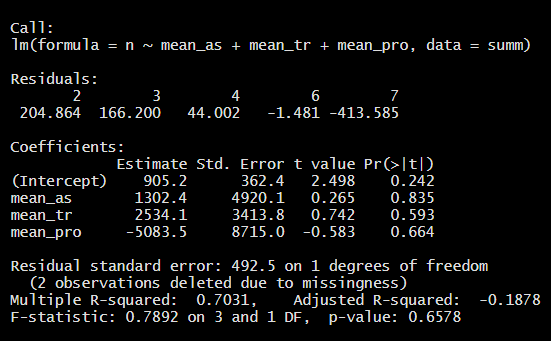 Call:
lm(formula = n ~ mean_as + mean_tr + mean_pro, data = summ)
Residuals:
2 3 4 6 7
204.864 166.200 44.002 -1.481 -413.585
Coefficients:
Estimate Std. Error t value Pr(>|t|)
(Intercept) 905.2 362.4 2.498 0.242
mean_as 1302.4 4920.1 0.265 0.835
mean_tr 2534.1 3413.8 0.742 0.593
mean_pro -5083.5 8715.0 -0.583 0.664
Residual standard error: 492.5 on 1 degrees of freedom
(2 observations deleted due to missingness)
Multiple R-squared: 0.7031, Adjusted R-squared: -0.1878
F-statistic: 0.7892 on 3 and 1 DF, p-value: 0.6578